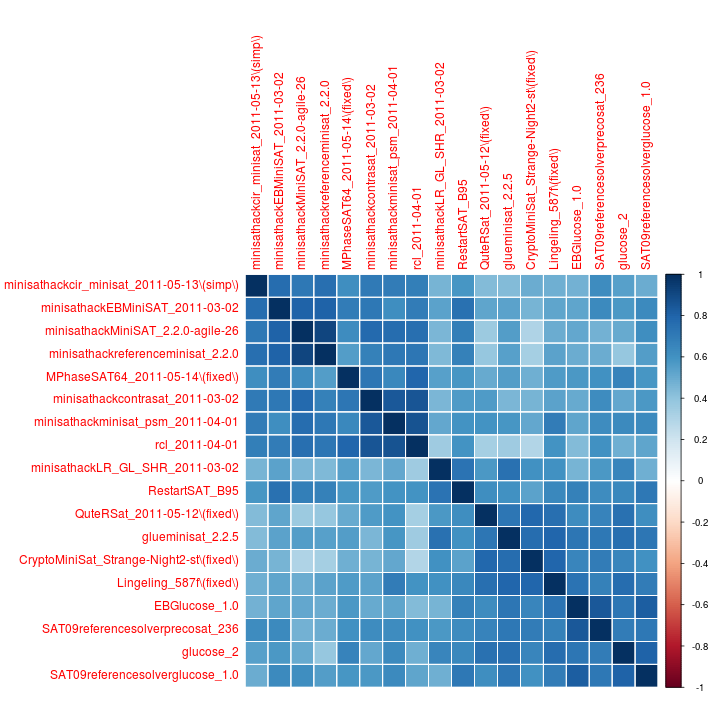 minisathackcir_minisat_2011-05-13\(simp\)
minisathackEBMiniSAT_2011-03-02
minisathackMiniSAT_2.2.0-agile-26
minisathackreferenceminisat_2.2.0
MPhaseSAT64_2011-05-14\(fixed\)
minisathackcontrasat_2011-03-02
minisathackminisat_psm_2011-04-01
rcl_2011-04-01
minisathackLR_GL_SHR_2011-03-02
RestartSAT_B95
QuteRSat_2011-05-12\(fixed\)
glueminisat_2.2.5
CryptoMiniSat_Strange-Night2-st\(fixed\)
Lingeling_587f\(fixed\)
EBGlucose_1.0
SAT09referencesolverprecosat_236
glucose_2
SAT09referencesolverglucose_1.0
minisathackcir_minisat_2011-05-13\(simp\)
minisathackEBMiniSAT_2011-03-02
minisathackMiniSAT_2.2.0-agile-26
minisathackreferenceminisat_2.2.0
MPhaseSAT64_2011-05-14\(fixed\)
minisathackcontrasat_2011-03-02
minisathackminisat_psm_2011-04-01
rcl_2011-04-01
minisathackLR_GL_SHR_2011-03-02
RestartSAT_B95
QuteRSat_2011-05-12\(fixed\)
glueminisat_2.2.5
CryptoMiniSat_Strange-Night2-st\(fixed\)
Lingeling_587f\(fixed\)
EBGlucose_1.0
SAT09referencesolverprecosat_236
glucose_2
SAT09referencesolverglucose_1.0
1
0.8
0.6
0.4
0.2
0
-0.2
-0.4
-0.6
-0.8
-1